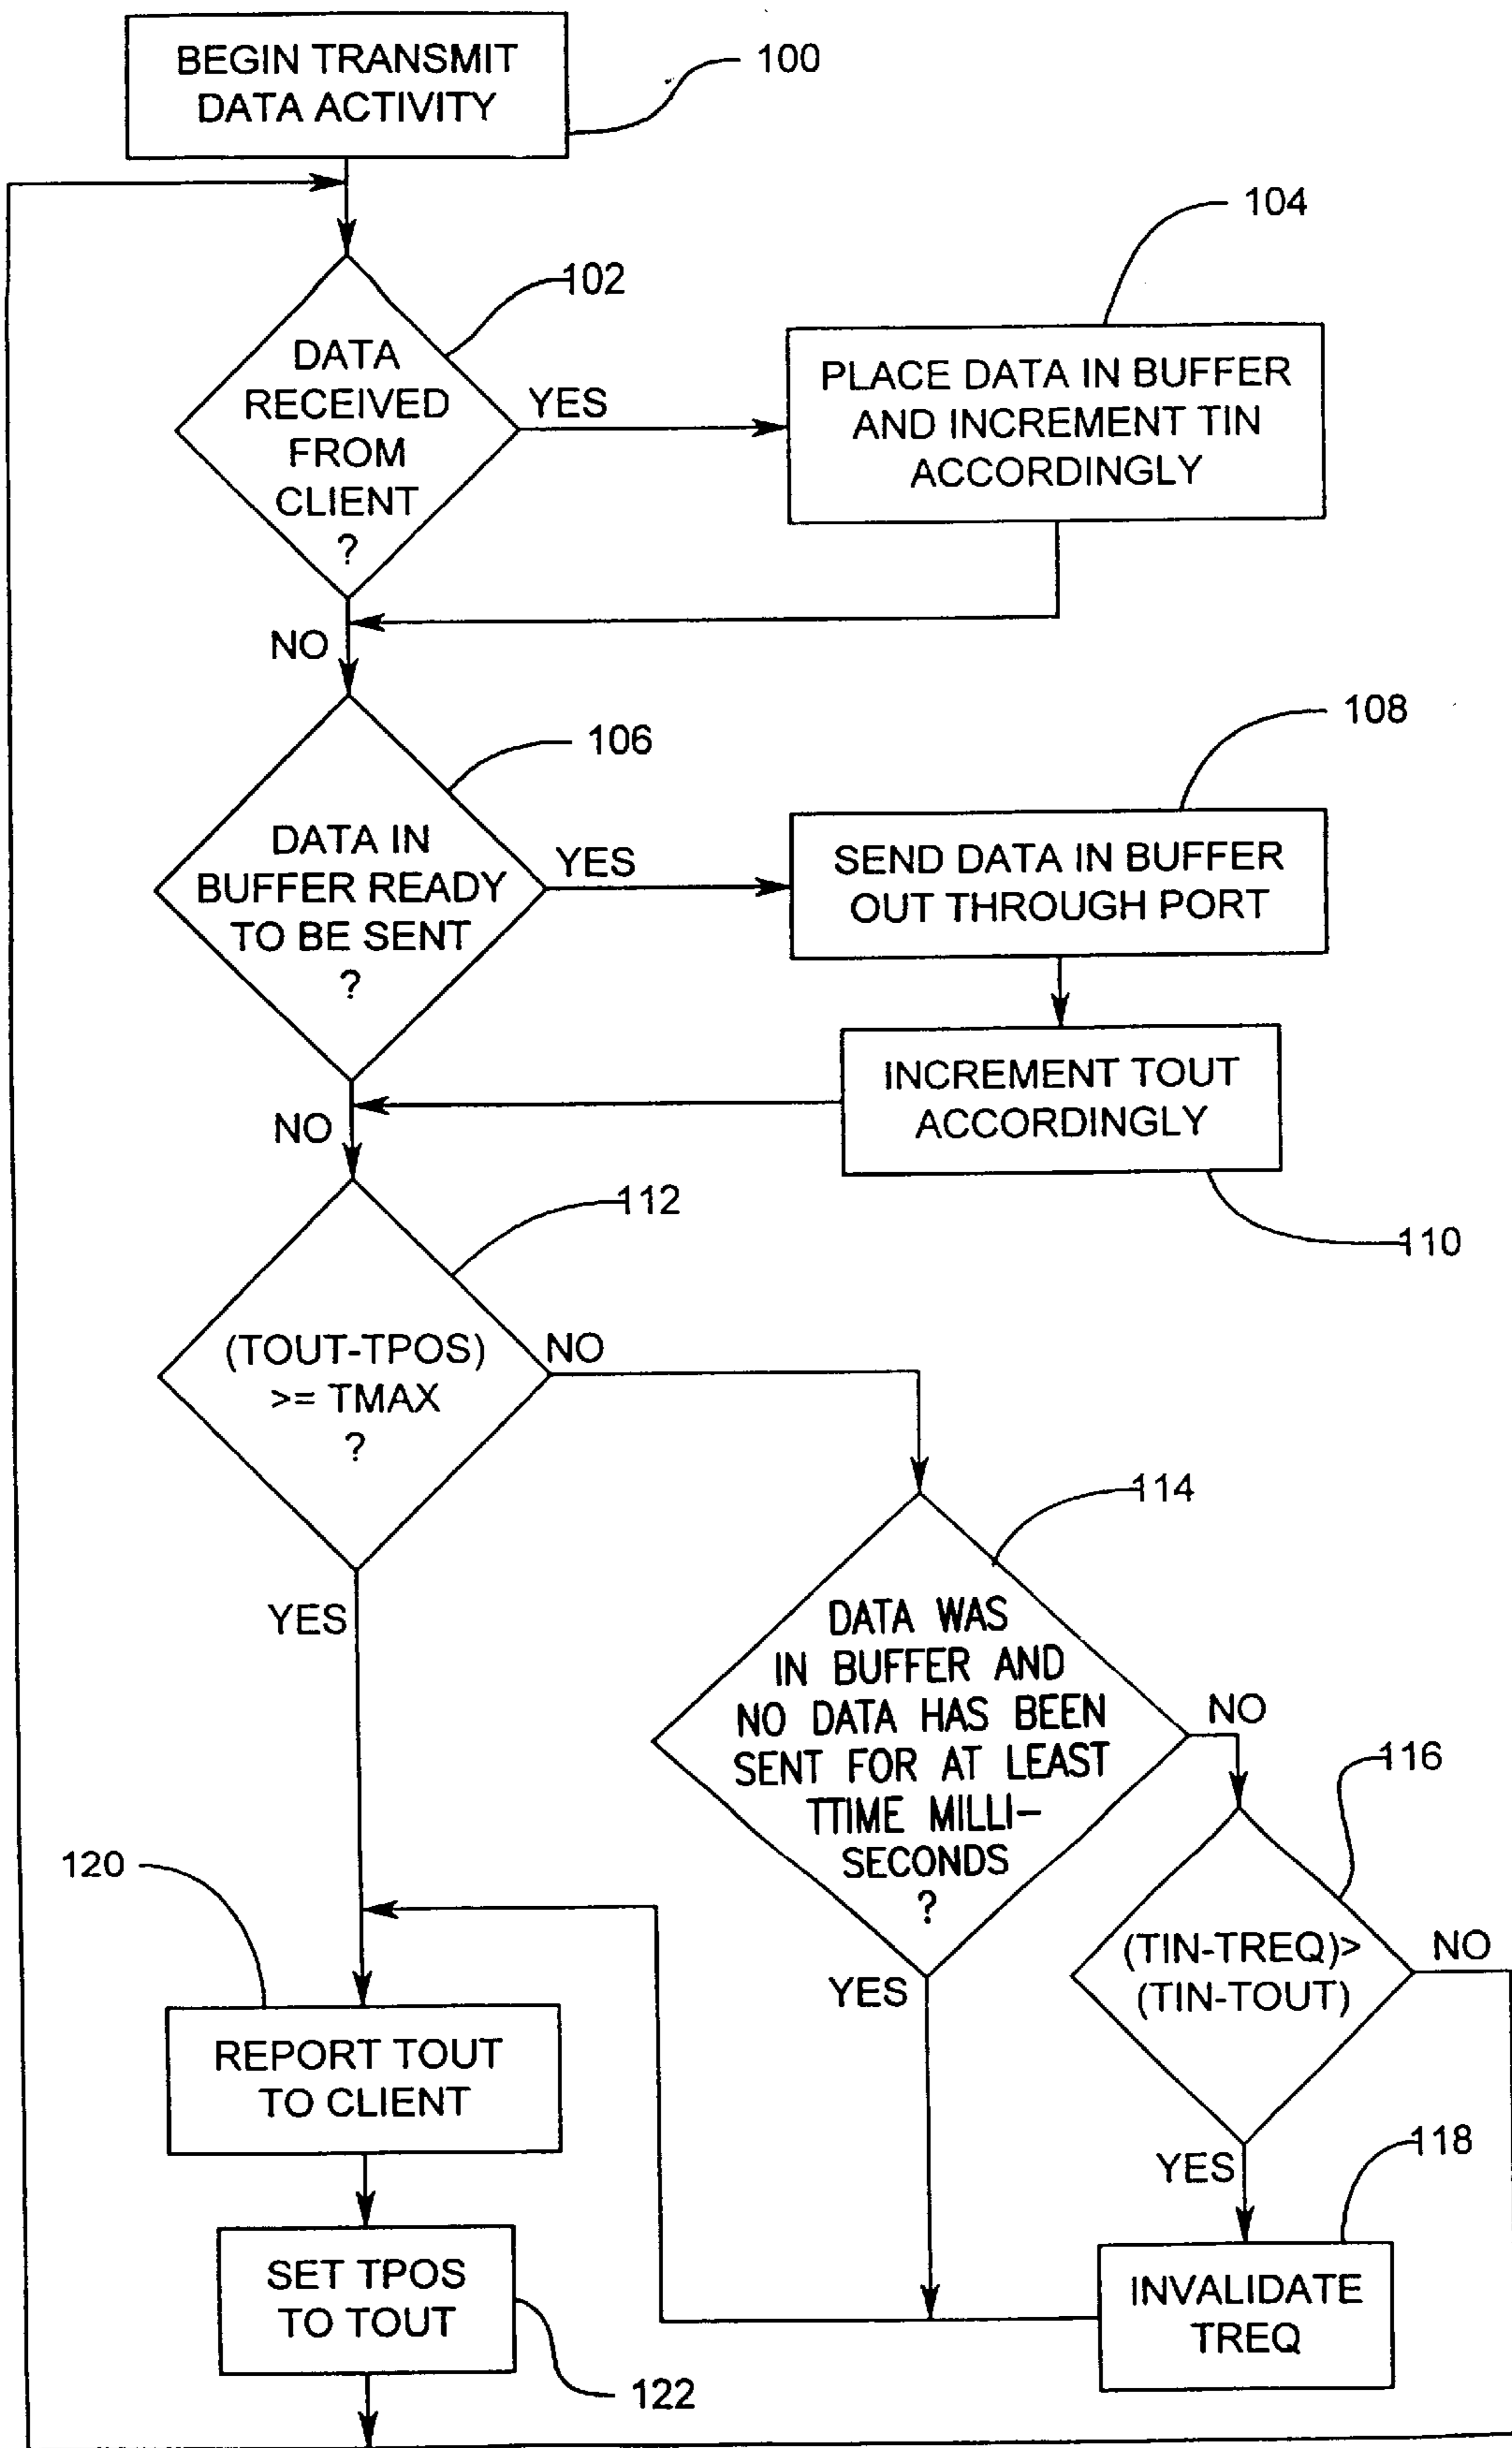 BEGIN TRANSMIT
DATA ACTIVITY
100
102
104
DATA
RECEIVED
FROM
CLIENT
?
YES
PLACE DATA IN BUFFER
AND INCREMENT TIN
ACCORDINGLY
NO
106
108
DATA IN
BUFFER READY
TO BE SENT
?
YES
SEND DATA IN BUFFER
OUT THROUGH PORT
INCREMENT TOUT
ACCORDINGLY
NO
110
112
(TOUT-TPOS)
>= TMAX
?
NO
YES
114
DATA WAS
IN BUFFER AND
NO DATA HAS BEEN
SENT FOR AT LEAST
TTIME MILLI-
SECONDS
?
NO
YES
116
(TIN-TREQ)>
(TIN-TOUT)
NO
YES
118
120
REPORT TOUT
TO CLIENT
SET TPOS
TO TOUT
122
INVALIDATE
TREQ